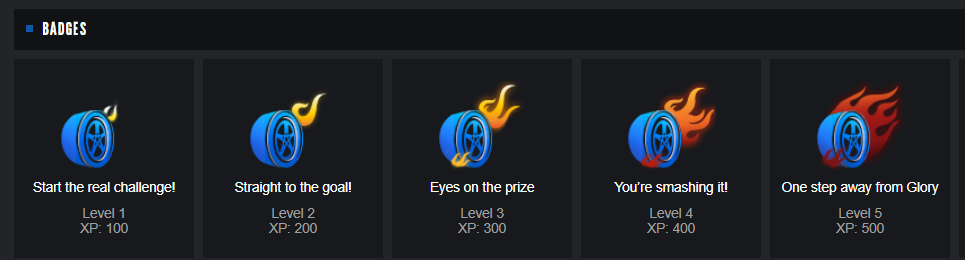 BADGES
Start the real challenge!
Level 1
XP: 100
Straight to the goal!
Level 2
XP: 200
Eyes on the prize
Level 3
XP: 300
You're smashing it!
Level 4
XP: 400
One step away from Glory
Level 5
XP: 500